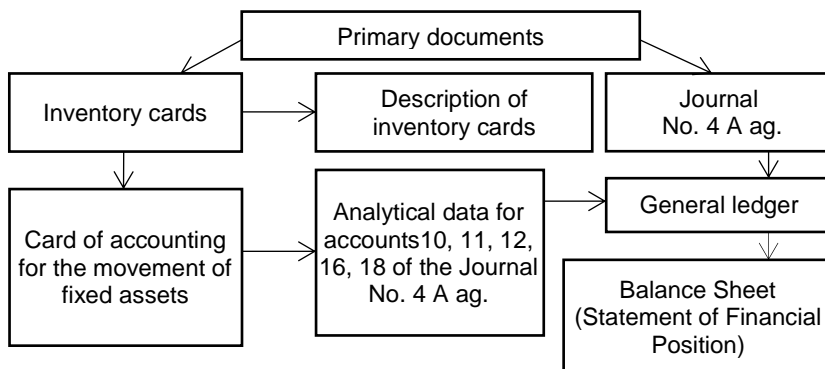 Primary documents
Inventory cards
Description of
inventory cards
Journal
No. 4 A ag.
Card of accounting
for the movement of
fixed assets
Analytical data for
accounts10, 11, 12,
16, 18 of the Journal
No. 4 A ag.
General ledger
Balance Sheet
(Statement of Financial
Position)